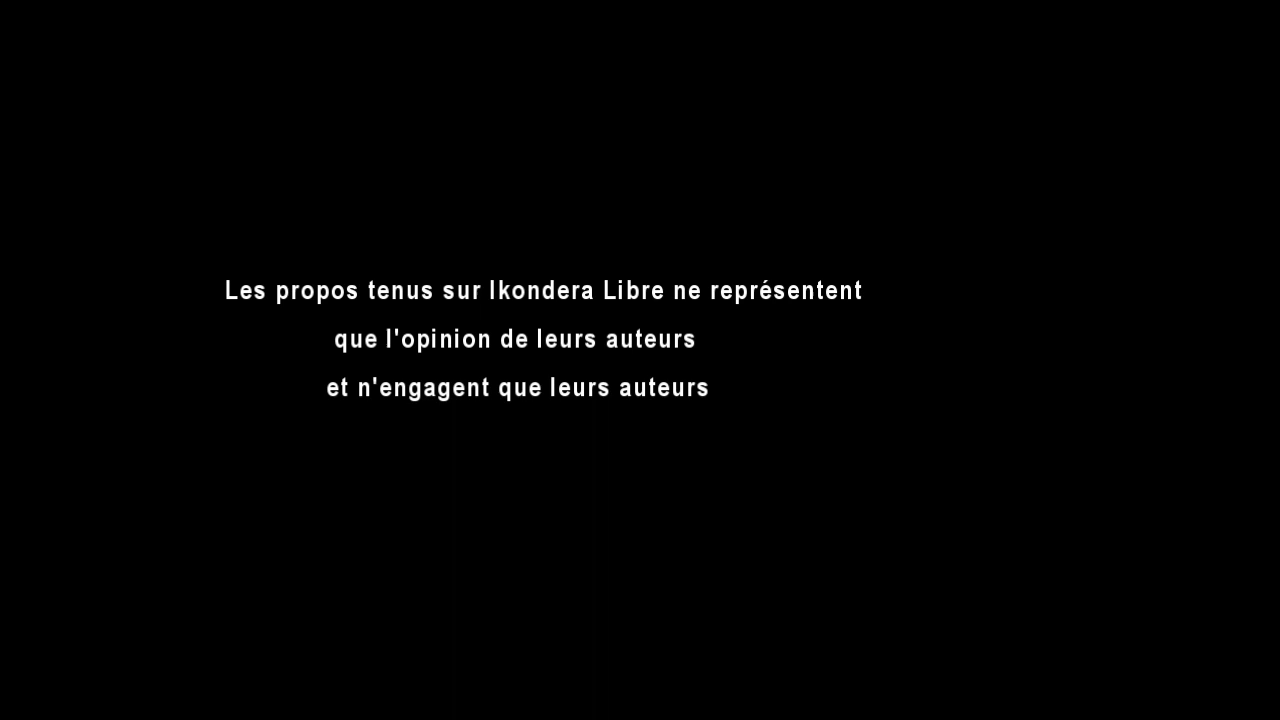 Les propos tenus sur Ikondera Libre ne représentent
que l'opinion de leurs auteurs
et n'engagent que leurs auteurs